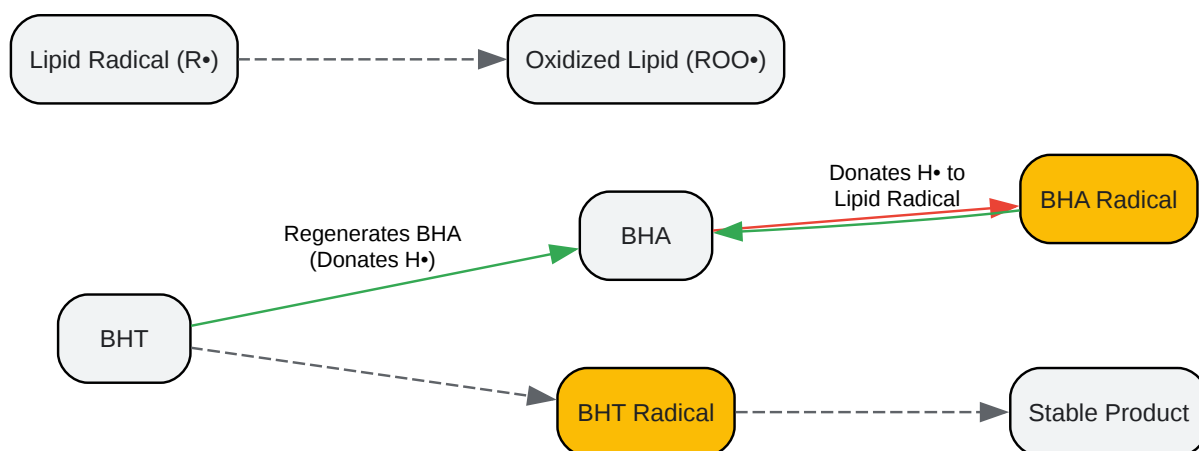 Lipid Radical (R•)
Oxidized Lipid (ROO•)
Donates H• to
Lipid Radical
BHA Radical
BHA
Regenerates BHA
(Donates H•)
BHT
BHT Radical
Stable Product